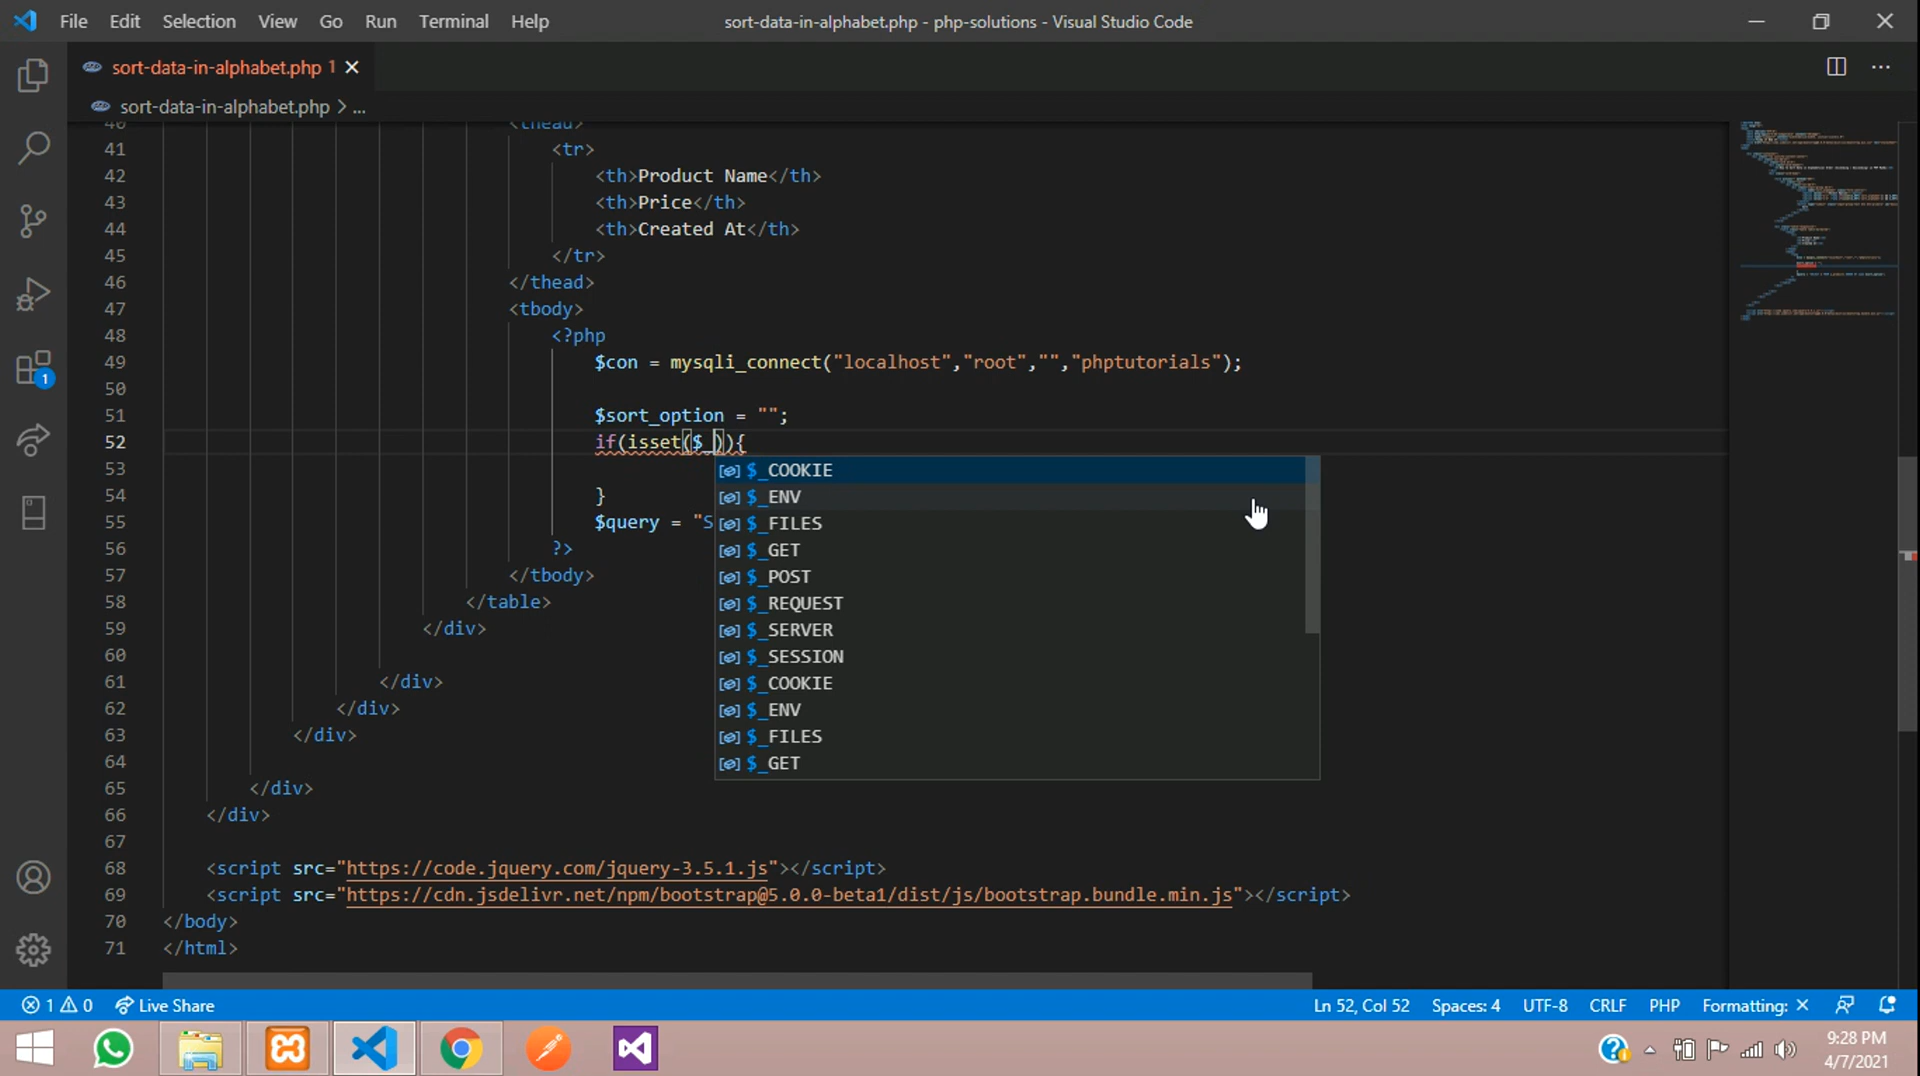 File Edit Selection View Go Run Terminal Help sort-data-in-alphabet.php - php-solutions - Visual Studio Code
sort-data-in-alphabet.php 1
sort-data-in-alphabet.php > ...
40 <thead>
41 <tr>
42 <th>Product Name</th>
43 <th>Price</th>
44 <th>Created At</th>
45 </tr>
46 </thead>
47 <tbody>
48 <?php
49 $con = mysqli_connect("localhost","root","","phptutorials");
50
51 $sort_option = "";
52 if(isset($_)){
53 $_COOKIE
$_ENV
54 }
$_FILES
55 $query = "S
$_GET
56 ?>
$_POST
57 </tbody>
$_REQUEST
58 </table>
$_SERVER
59 </div>
$_SESSION
60
$_COOKIE
61 </div>
$_ENV
62 </div>
$_FILES
63 </div>
$_GET
64
65 </div>
66 </div>
67
68 <script src="https://code.jquery.com/jquery-3.5.1.js"></script>
69 <script src="https://cdn.jsdelivr.net/npm/bootstrap@5.0.0-beta1/dist/js/bootstrap.bundle.min.js"></script>
70 </body>
71 </html>
1
1 0 Live Share Ln 52, Col 52 Spaces: 4 UTF-8 CRLF PHP Formatting: ×
9:28 PM
4/7/2021